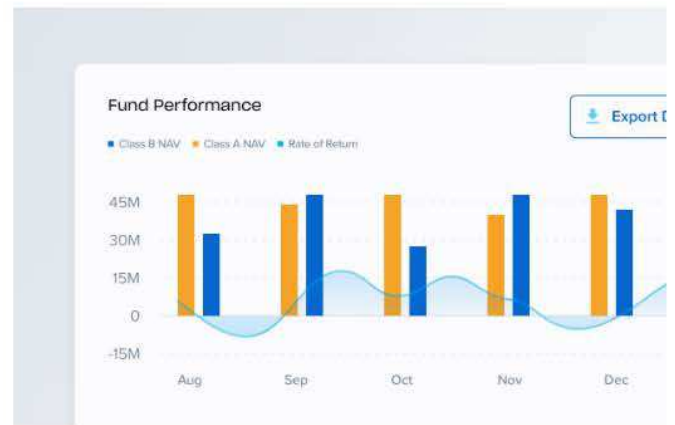 Fund Performance
Export D
Class B NAV Class A NAV Rate of Return
45M
30M
15M
0
-15M
Aug Sep Oct Nov Dec